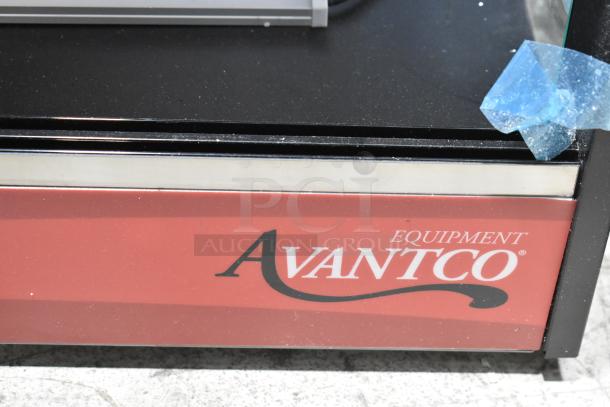 PCI
AUCTION GROUP
EQUIPMENT
AVANTCO®